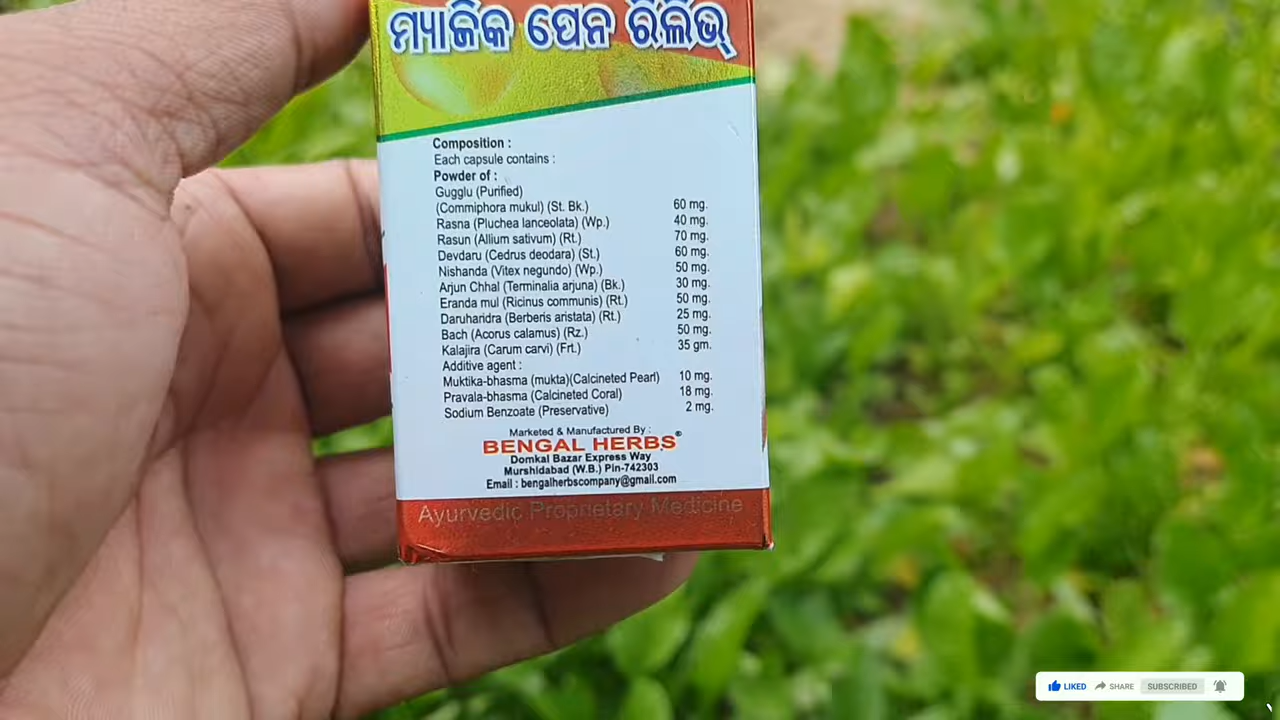 ମ୍ୟାଜିକ ପେନ ରିଲିଭ୍
Composition :
Each capsule contains :
Powder of :
Gugglu (Purified)
(Commiphora mukul) (St. Bk.) 60 mg.
Rasna (Pluchea lanceolata) (Wp.) 40 mg.
Rasun (Allium sativum) (Rt.) 70 mg.
Devdaru (Cedrus deodara) (St.) 60 mg.
Nishanda (Vitex negundo) (Wp.) 50 mg.
Arjun Chhal (Terminalia arjuna) (Bk.) 30 mg.
Eranda mul (Ricinus communis) (Rt.) 50 mg.
Daruharidra (Berberis aristata) (Rt.) 25 mg.
Bach (Acorus calamus) (Rz.) 50 mg.
Kalajira (Carum carvi) (Frt.) 35 gm.
Additive agent :
Muktika-bhasma (mukta)(Calcineted Pearl) 10 mg.
Pravala-bhasma (Calcineted Coral) 18 mg.
Sodium Benzoate (Preservative) 2 mg.
Marketed & Manufactured By :
BENGAL HERBS®
Domkal Bazar Express Way
Murshidabad (W.B.) Pin-742303
Email : bengalherbscompany@gmail.com
Ayurvedic Proprietary Medicine
LIKED SHARE SUBSCRIBED